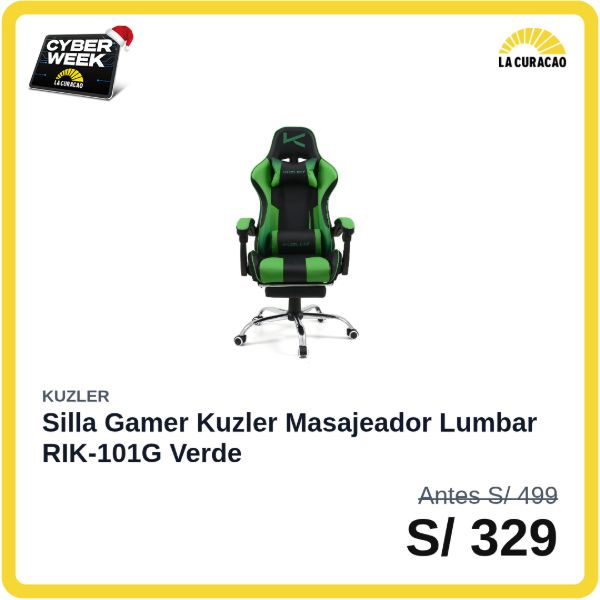 CYBER
WEEK
LA CURACAO
LA CURACAO
KUZLER
Silla Gamer Kuzler Masajeador Lumbar
RIK-101G Verde
Antes S/ 499
S/ 329